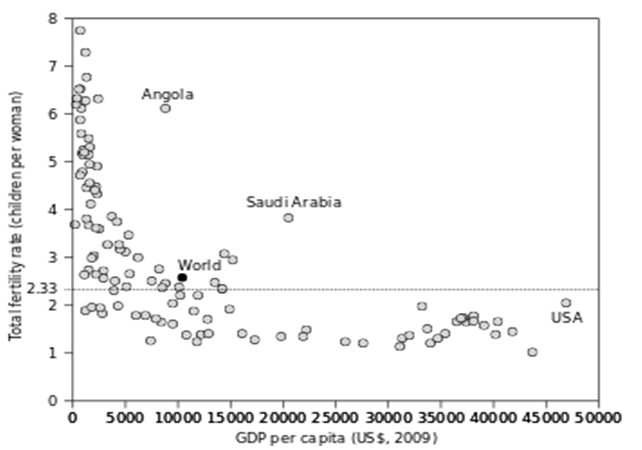 8
7
6
5
4
3
2.33
2
1
0
Total fertility rate (children per woman)
Angola
Saudi Arabia
World
USA
0 5000 10000 15000 20000 25000 30000 35000 40000 45000 50000
GDP per capita (US$, 2009)